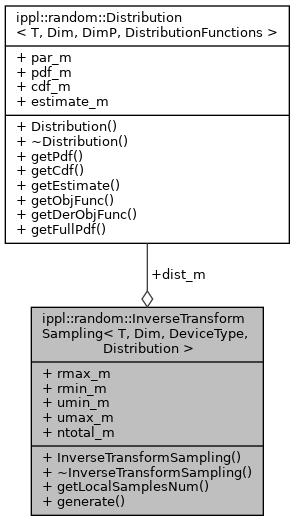 ippl::random::Distribution
< T, Dim, DimP, DistributionFunctions >
+ par_m
+ pdf_m
+ cdf_m
+ estimate_m
+ Distribution()
+ ~Distribution()
+ getPdf()
+ getCdf()
+ getEstimate()
+ getObjFunc()
+ getDerObjFunc()
+ getFullPdf()
+dist_m
ippl::random::InverseTransform
Sampling< T, Dim, DeviceType,
Distribution >
+ rmax_m
+ rmin_m
+ umin_m
+ umax_m
+ ntotal_m
+ InverseTransformSampling()
+ ~InverseTransformSampling()
+ getLocalSamplesNum()
+ generate()